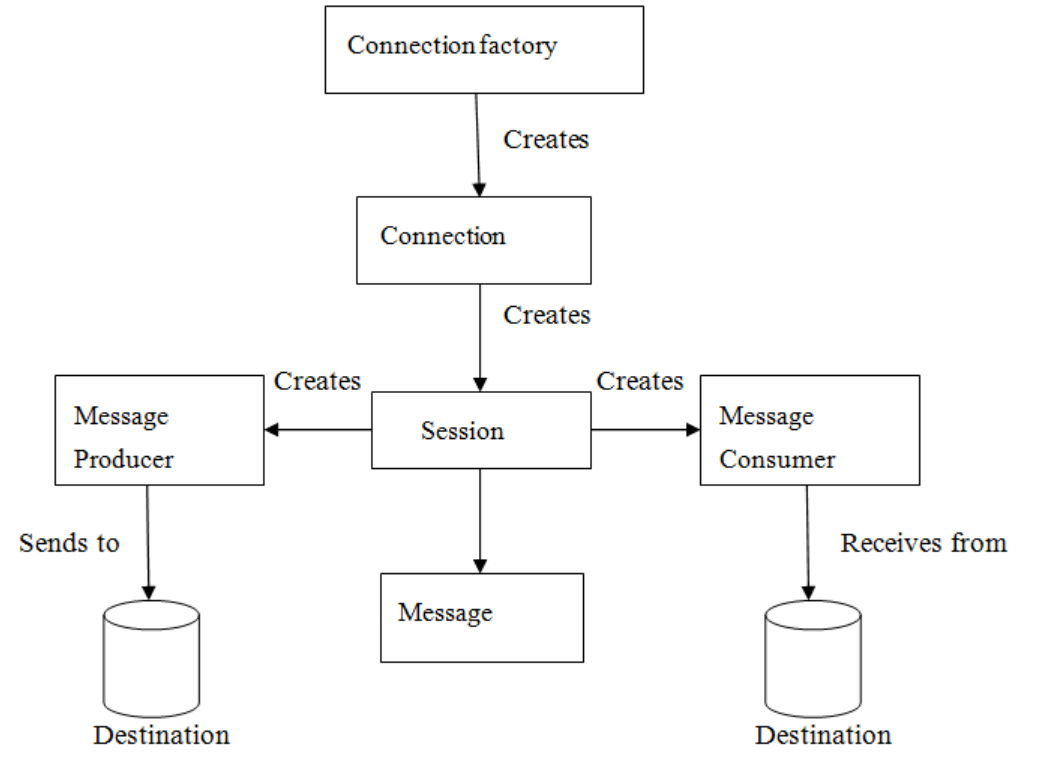 Connection factory
Creates
Connection
Creates
Creates
Creates
Message
Producer
Session
Message
Consumer
Sends to
Receives from
Message
Destination
Destination